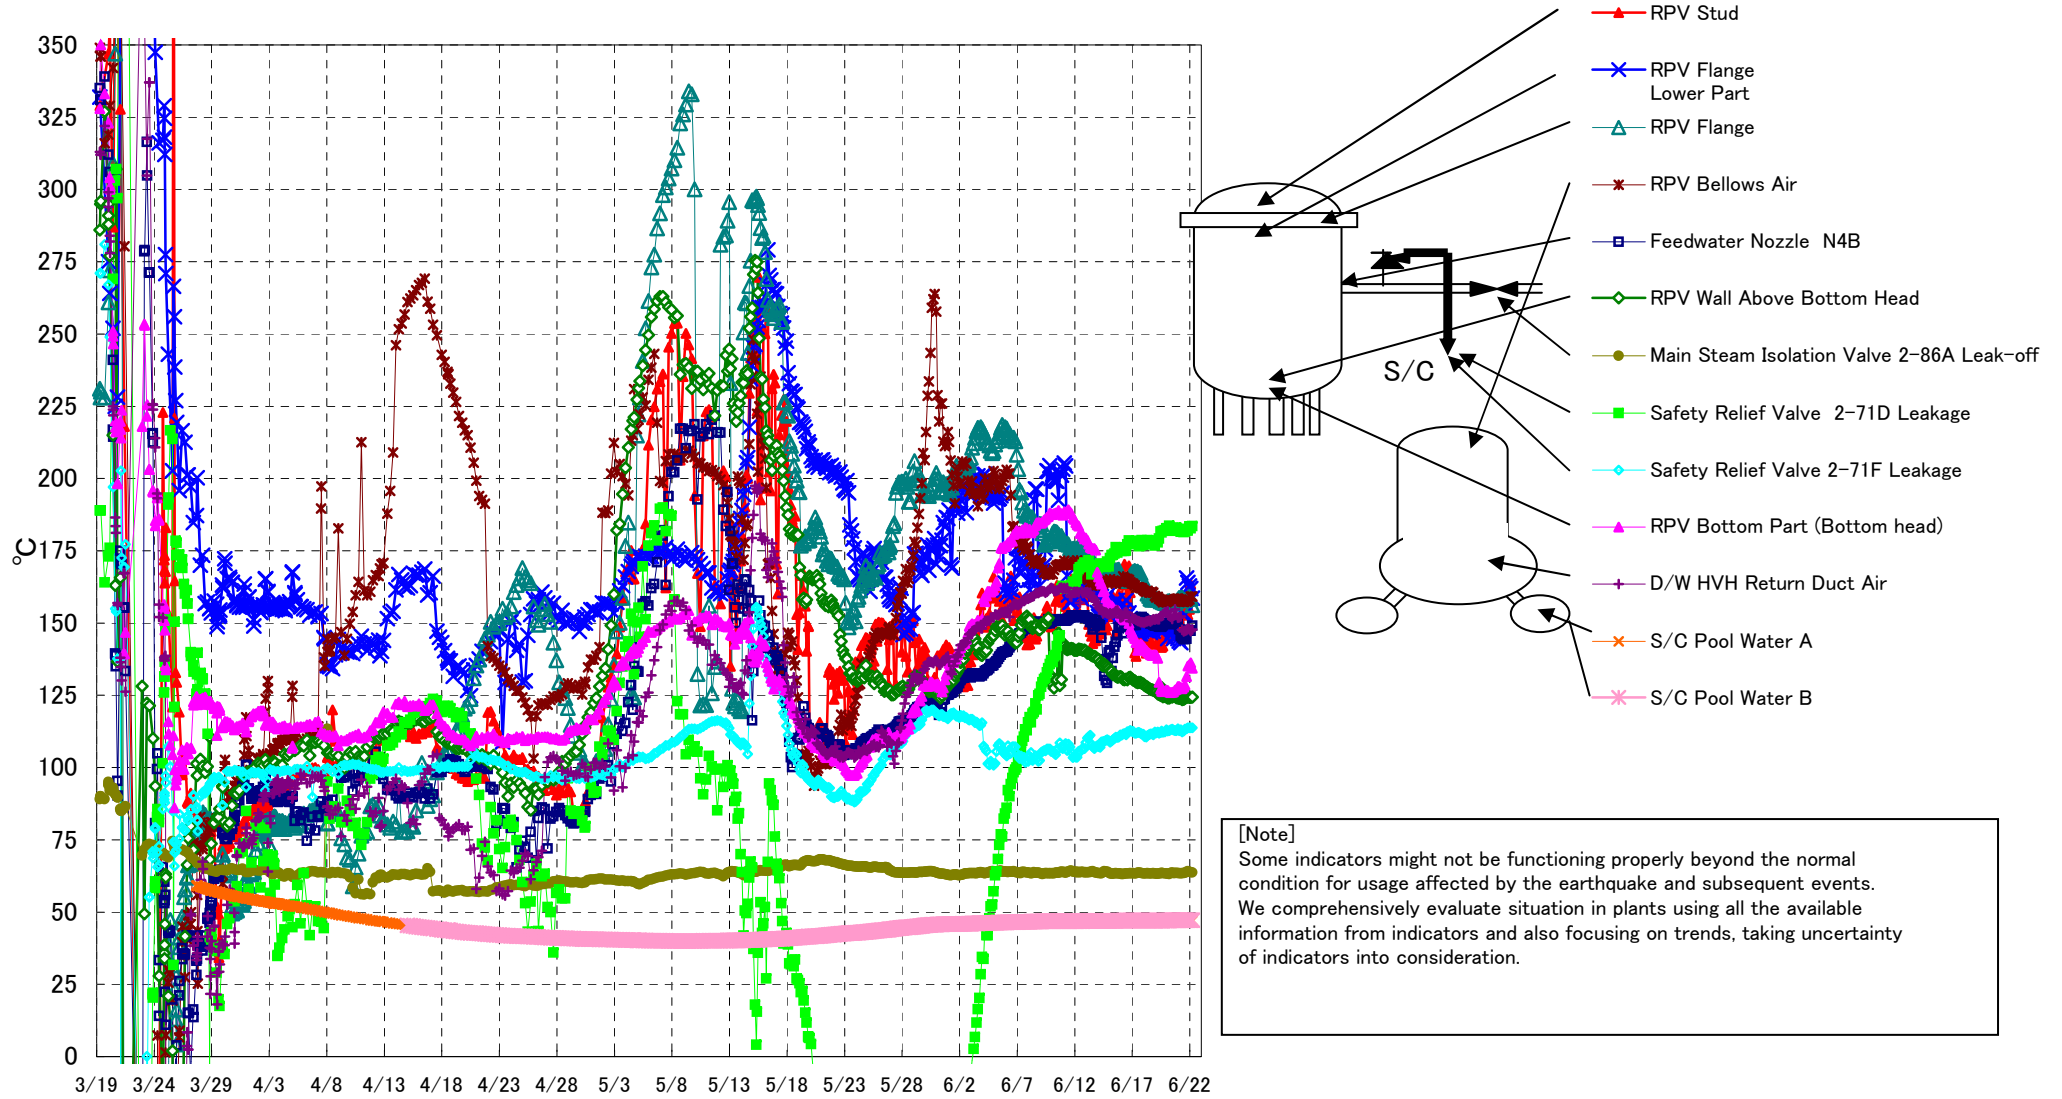 350
325
300
275
250
225
200
175
150
125
100
75
50
25
0
℃
3/19 3/24 3/29 4/3 4/8 4/13 4/18 4/23 4/28 5/3 5/8 5/13 5/18 5/23 5/28 6/2 6/7 6/12 6/17 6/22
S/C
RPV Stud
RPV Flange
Lower Part
RPV Flange
RPV Bellows Air
Feedwater Nozzle N4B
RPV Wall Above Bottom Head
Main Steam Isolation Valve 2-86A Leak-off
Safety Relief Valve 2-71D Leakage
Safety Relief Valve 2-71F Leakage
RPV Bottom Part (Bottom head)
D/W HVH Return Duct Air
S/C Pool Water A
S/C Pool Water B
[Note]
Some indicators might not be functioning properly beyond the normal
condition for usage affected by the earthquake and subsequent events.
We comprehensively evaluate situation in plants using all the available
information from indicators and also focusing on trends, taking uncertainty
of indicators into consideration.